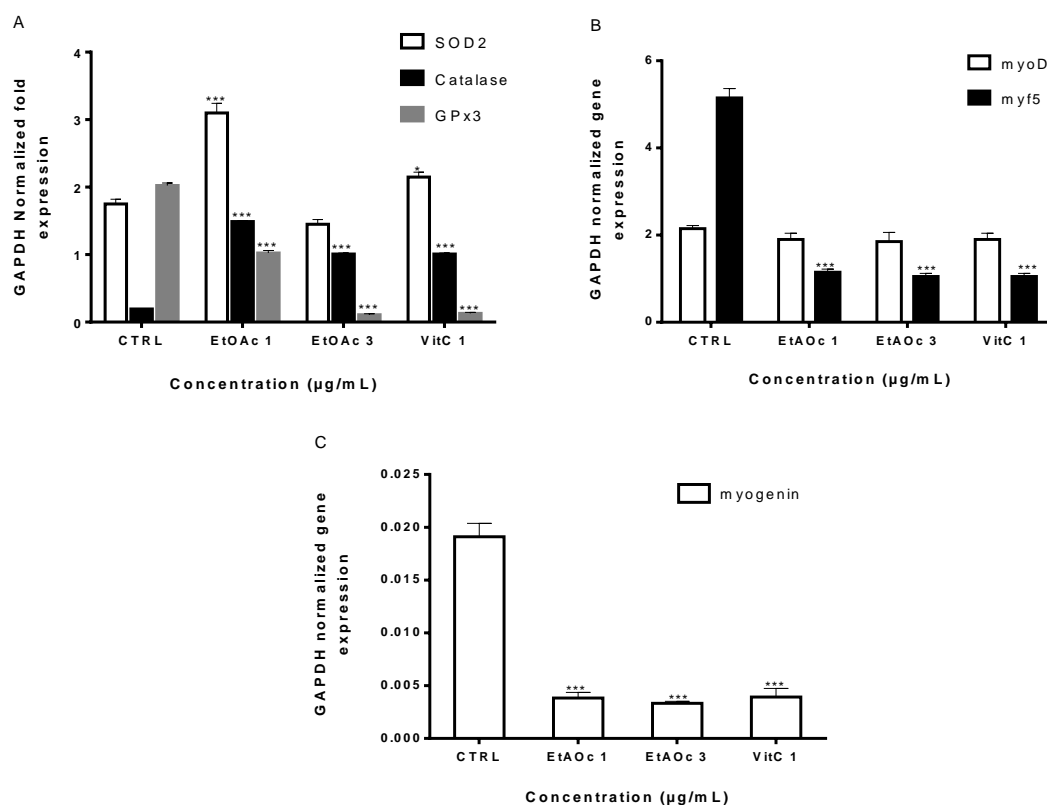 A
SOD2
Catalase
GPx3
GAPDH Normalized fold
expression
4
3
2
1
0
***
***
***
***
***
*
***
***
CTRL
EtOAc 1
EtOAc 3
VitC 1
Concentration (µg/mL)
B
myoD
myf5
GAPDH normalized gene
expression
6
4
2
0
***
***
***
CTRL
EtAOc 1
EtAOc 3
VitC 1
Concentration (µg/mL)
C
myogenin
GAPDH normalized gene
expression
0.025
0.020
0.015
0.010
0.005
0.000
***
***
***
CTRL
EtAOc 1
EtAOc 3
VitC 1
Concentration (µg/mL)